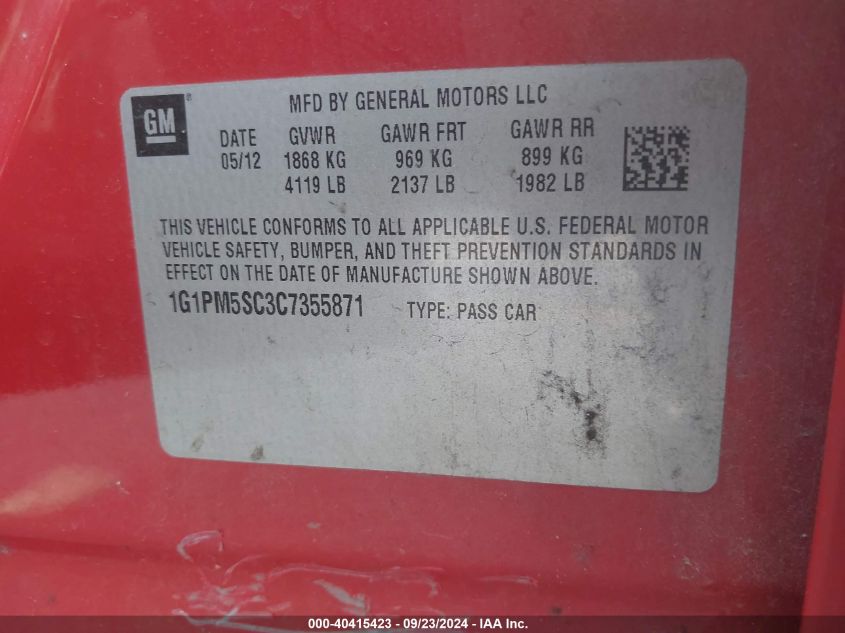 GM
MFD BY GENERAL MOTORS LLC
DATE GVWR GAWR FRT GAWR RR
05/12 1868 KG 969 KG 899 KG
4119 LB 2137 LB 1982 LB
THIS VEHICLE CONFORMS TO ALL APPLICABLE U.S. FEDERAL MOTOR
VEHICLE SAFETY, BUMPER, AND THEFT PREVENTION STANDARDS IN
EFFECT ON THE DATE OF MANUFACTURE SHOWN ABOVE.
1G1PM5SC3C7355871 TYPE: PASS CAR
000-40415423 - 09/23/2024 - IAA Inc.